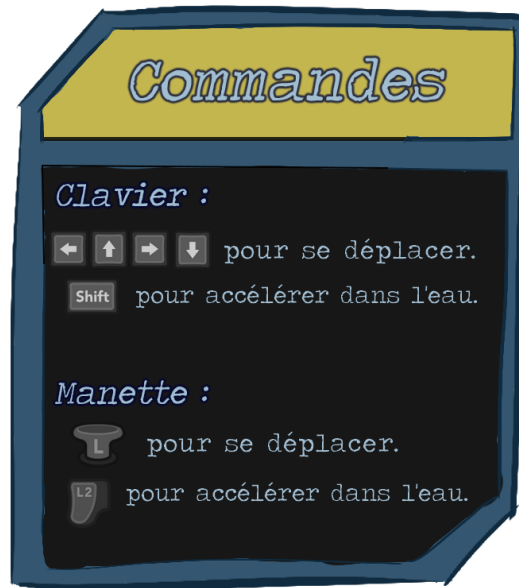 Commandes
Clavier :
← ↑ → ↓ pour se déplacer.
Shift pour accélérer dans l'eau.
Manette :
L pour se déplacer.
L2 pour accélérer dans l'eau.